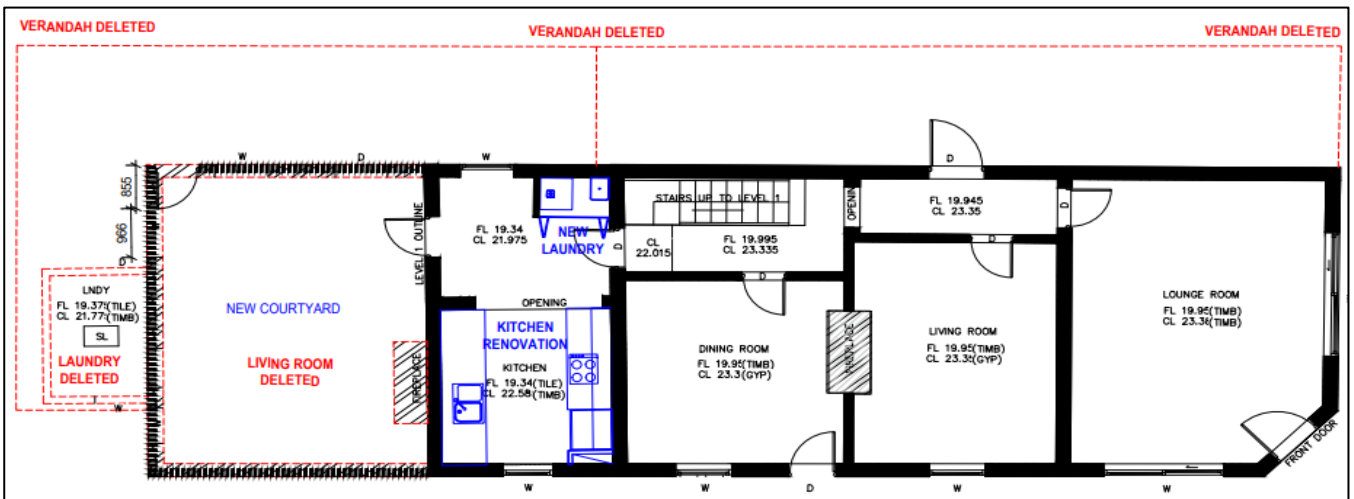 VERANDAH DELETED
VERANDAH DELETED
VERANDAH DELETED
W
D
W
D
855
966
D
STAIRS UP TO LEVEL 1
OPENING
FL 19.945
CL 23.35
D
LEVEL 1 OUTLINE
FL 19.34
CL 21.975
NEW
LAUNDRY
D
CL
22.015
FL 19.995
CL 23.335
D
D
LNDY
FL 19.37(TILE)
CL 21.77(TIMB)
SL
LAUNDRY
DELETED
T
W
NEW COURTYARD
LIVING ROOM
DELETED
FIREPLACE
OPENING
KITCHEN
RENOVATION
KITCHEN
FL 19.34(TILE)
CL 22.58(TIMB)
DINING ROOM
FL 19.95(TIMB)
CL 23.3(GYP)
FIREPLACE
LIVING ROOM
FL 19.95(TIMB)
CL 23.35(GYP)
LOUNGE ROOM
FL 19.95(TIMB)
CL 23.36(TIMB)
FRONT DOOR
W
W
D
W
W